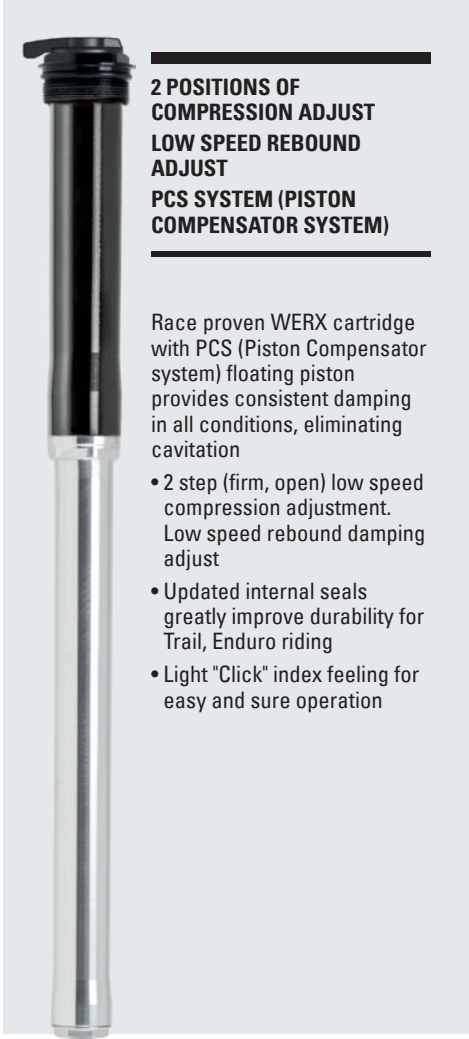 2 POSITIONS OF
COMPRESSION ADJUST
LOW SPEED REBOUND
ADJUST
PCS SYSTEM (PISTON
COMPENSATOR SYSTEM)
Race proven WERX cartridge
with PCS (Piston Compensator
system) floating piston
provides consistent damping
in all conditions, eliminating
cavitation
• 2 step (firm, open) low speed
compression adjustment.
Low speed rebound damping
adjust
• Updated internal seals
greatly improve durability for
Trail, Enduro riding
• Light "Click" index feeling for
easy and sure operation